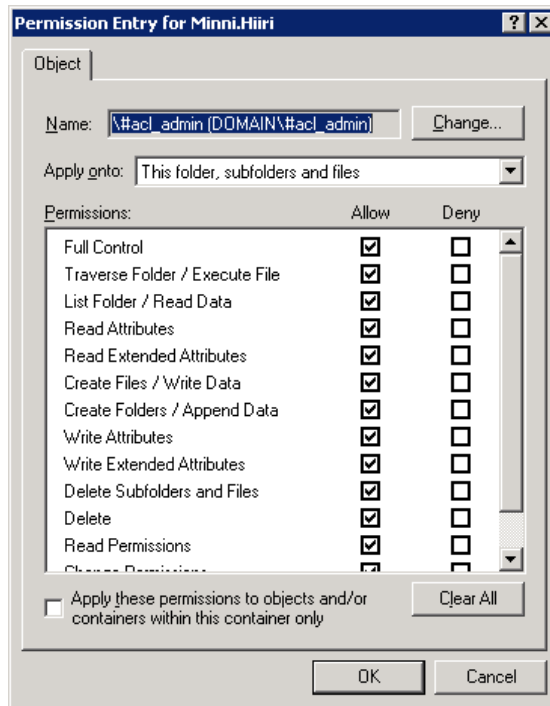 Permission Entry for Minni.Hiiri
Object
Name: \#acl_admin (DOMAIN\#acl_admin) Change...
Apply onto: This folder, subfolders and files
Permissions: Allow Deny
Full Control
Traverse Folder / Execute File
List Folder / Read Data
Read Attributes
Read Extended Attributes
Create Files / Write Data
Create Folders / Append Data
Write Attributes
Write Extended Attributes
Delete Subfolders and Files
Delete
Read Permissions
Change Permissions
Apply these permissions to objects and/or Clear All
containers within this container only
OK Cancel